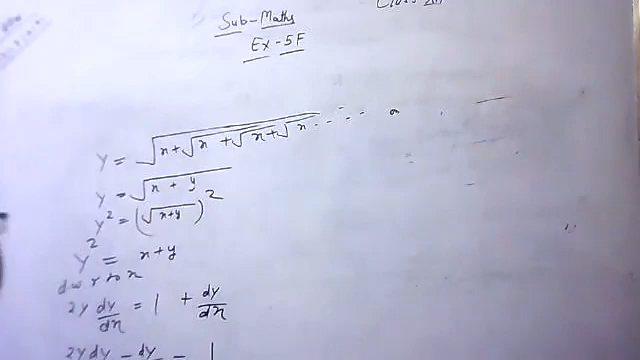 Sub-Maths
Ex-5F
y = √x+√x+√x+√x...... ∞
y = √x + y
y² = (√x+y)²
y² = x+y
d w r to x
2y dy/dx = 1 + dy/dx
2y dy - dy - 1